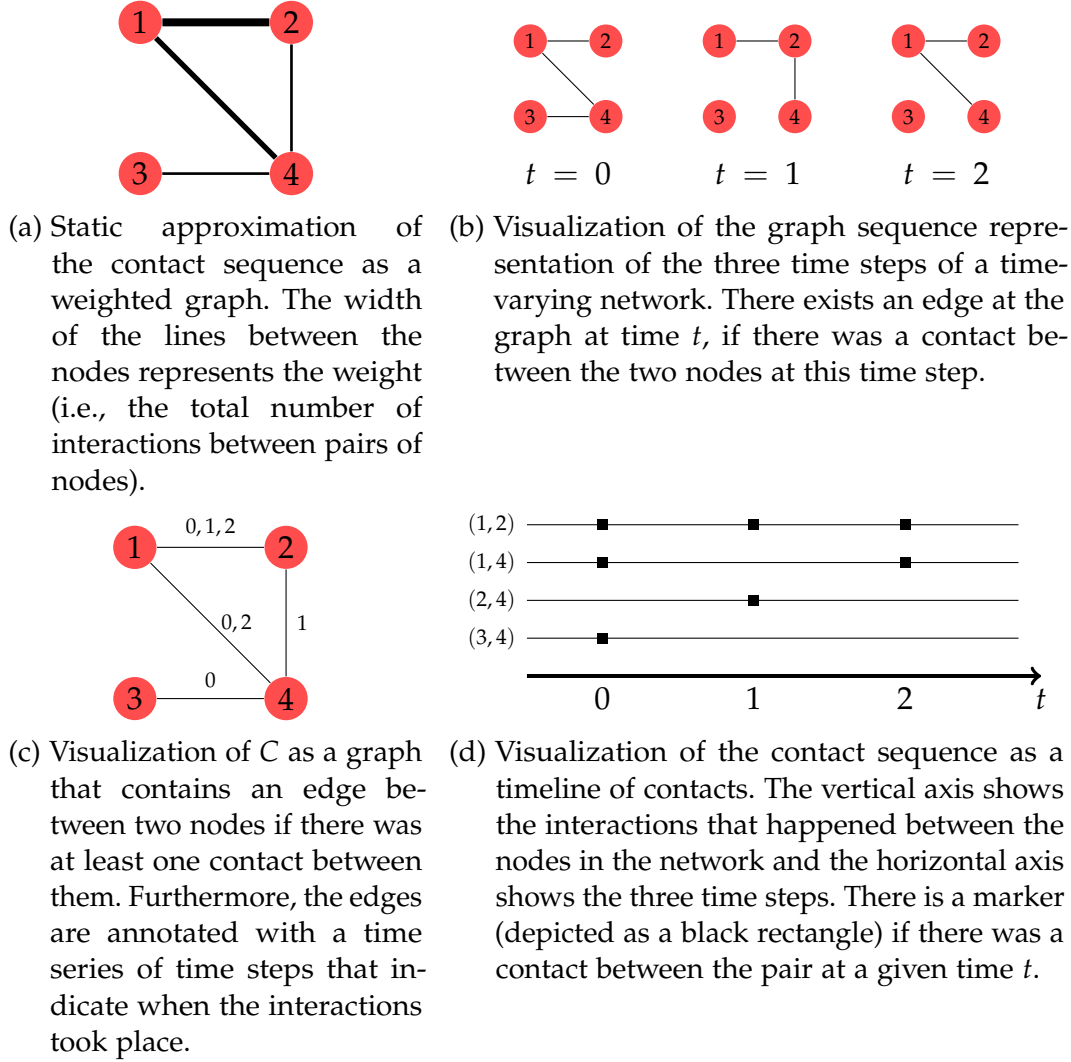 1 2
3 4
1 2
3 4
t = 0
1 2
3 4
t = 1
1 2
3 4
t = 2
(a) Static approximation of
the contact sequence as a
weighted graph. The width
of the lines between the
nodes represents the weight
(i.e., the total number of
interactions between pairs of
nodes).
(b) Visualization of the graph sequence repre-
sentation of the three time steps of a time-
varying network. There exists an edge at the
graph at time t, if there was a contact be-
tween the two nodes at this time step.
0, 1, 2
1 2
0, 2 1
0
3 4
(1, 2)
(1, 4)
(2, 4)
(3, 4)
0 1 2 t
(c) Visualization of C as a graph
that contains an edge be-
tween two nodes if there was
at least one contact between
them. Furthermore, the edges
are annotated with a time
series of time steps that in-
dicate when the interactions
took place.
(d) Visualization of the contact sequence as a
timeline of contacts. The vertical axis shows
the interactions that happened between the
nodes in the network and the horizontal axis
shows the three time steps. There is a marker
(depicted as a black rectangle) if there was a
contact between the pair at a given time t.